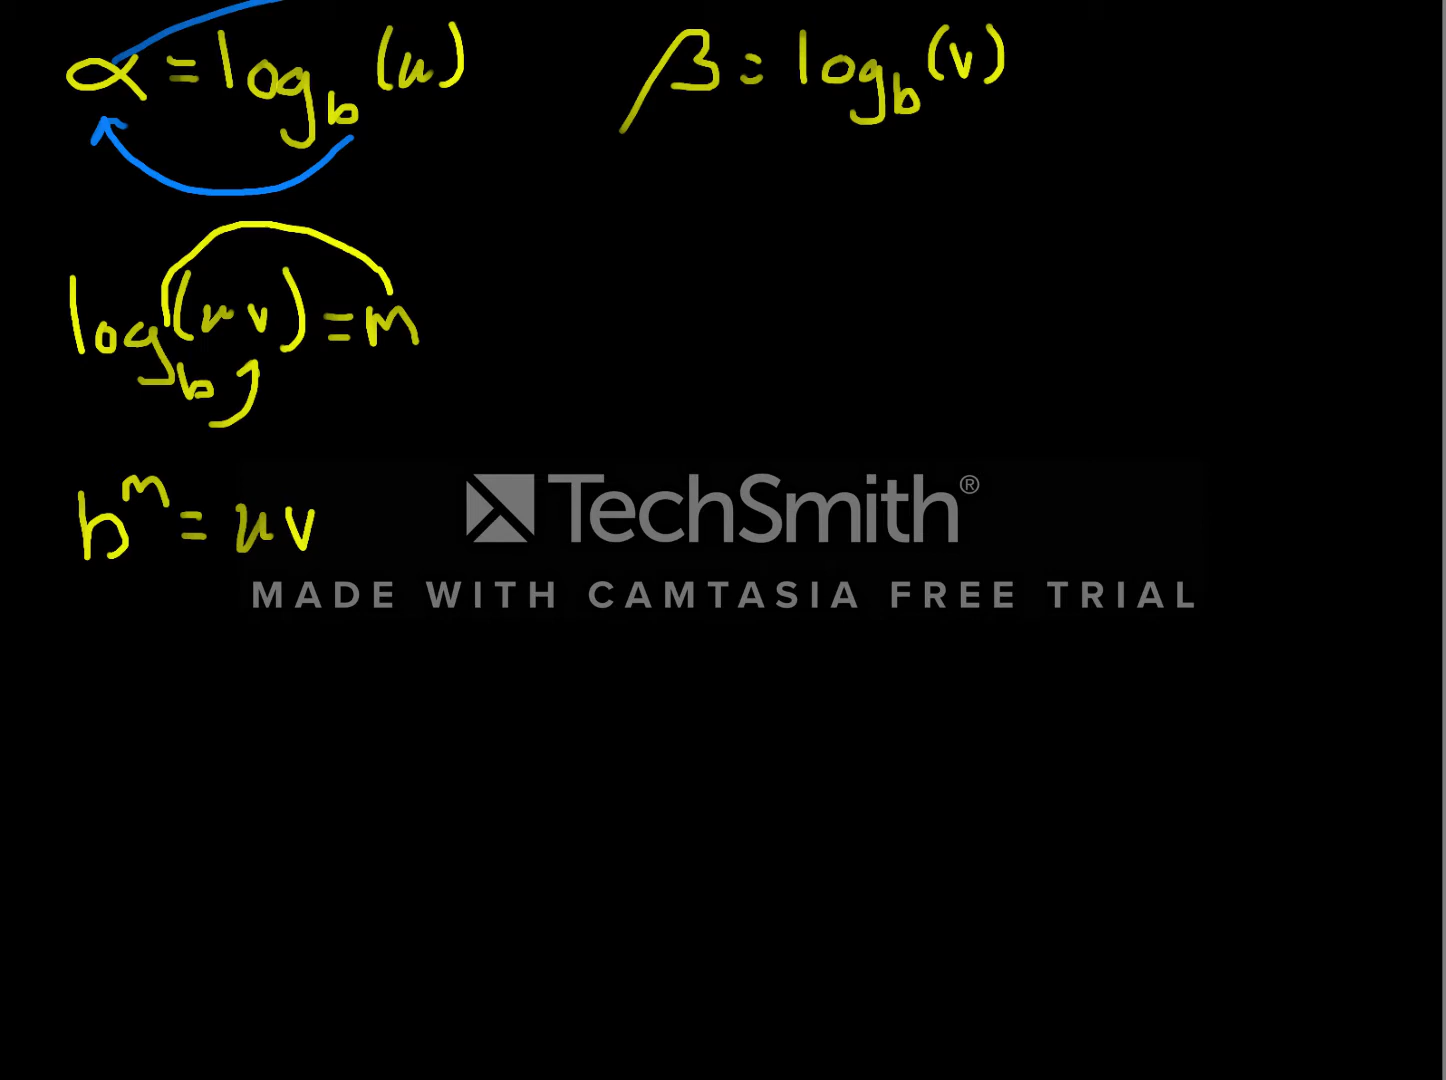 α = log_b (u)    β = log_b (v)
log_b (uv) = m
b^m = uv
TechSmith®
MADE WITH CAMTASIA FREE TRIAL